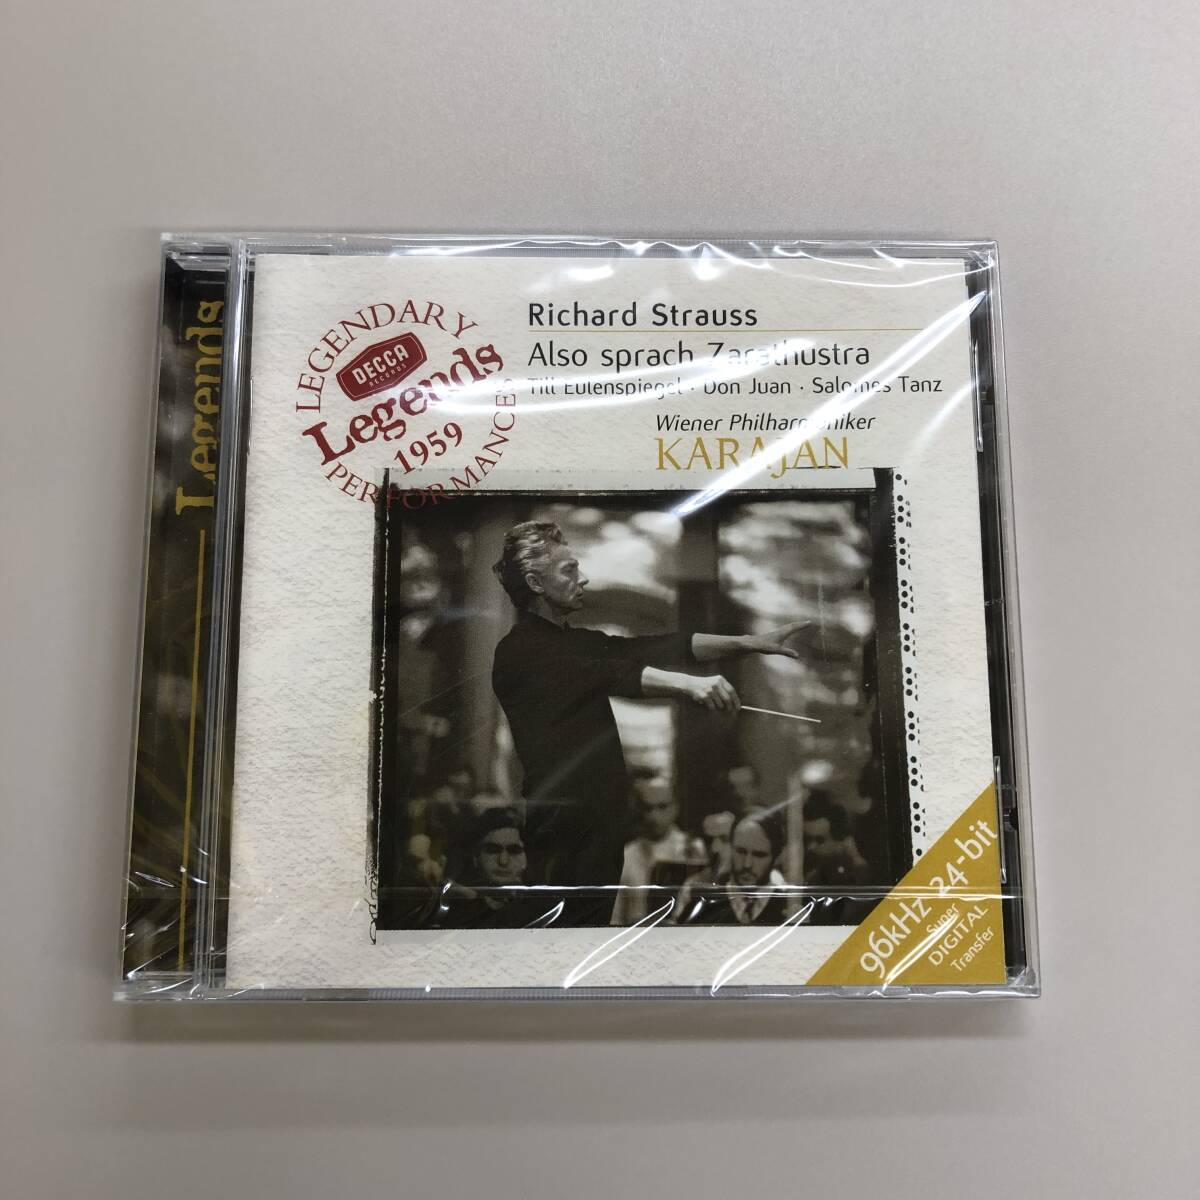 Legends
LEGENDARY
DECCA
RECORDS
Legends
1959
PERFORMANCES
Richard Strauss
Also sprach Zarathustra
Till Eulenspiegel · Don Juan · Salomes Tanz
Wiener Philharmoniker
KARAJAN
96kHz 24-bit
Super
DIGITAL
Transfer